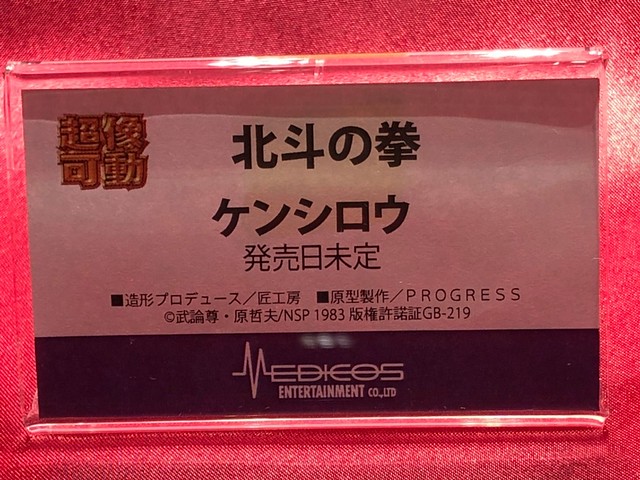 超像可動
北斗の拳
ケンシロウ
発売日未定
■造形プロデュース／匠工房 ■原型製作／PROGRESS
©武論尊・原哲夫/NSP 1983 版権許諾証GB-219
MEDICOS
ENTERTAINMENT CO.,LTD